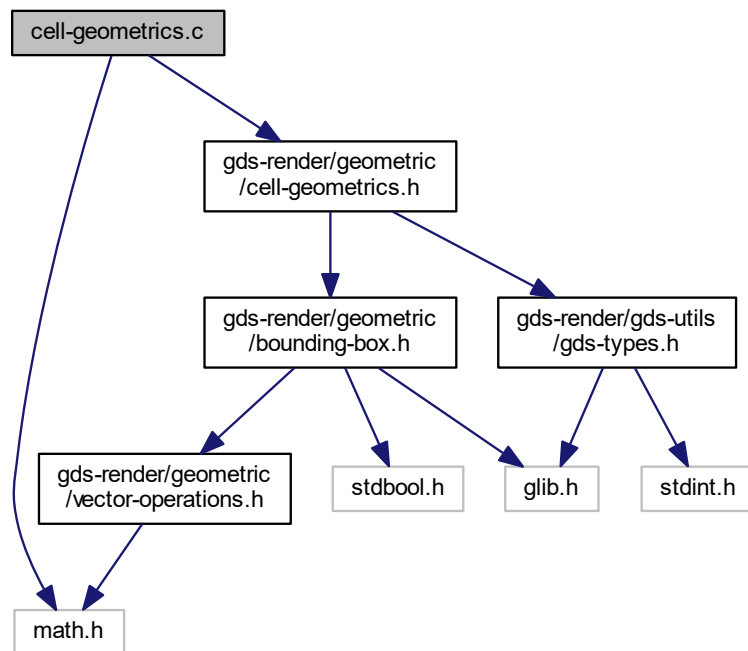 cell-geometrics.c
gds-render/geometric
/cell-geometrics.h
gds-render/geometric
/bounding-box.h
gds-render/gds-utils
/gds-types.h
gds-render/geometric
/vector-operations.h
stdbool.h
glib.h
stdint.h
math.h